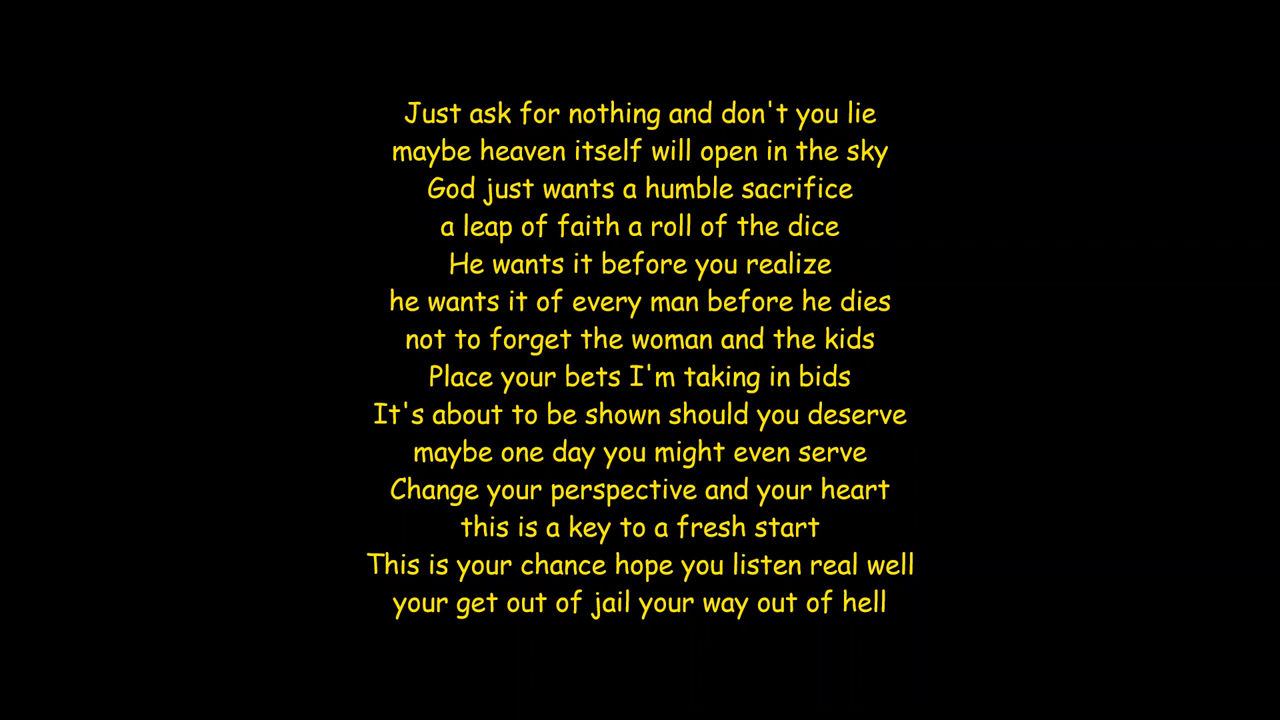 Just ask for nothing and don't you lie
maybe heaven itself will open in the sky
God just wants a humble sacrifice
a leap of faith a roll of the dice
He wants it before you realize
he wants it of every man before he dies
not to forget the woman and the kids
Place your bets I'm taking in bids
It's about to be shown should you deserve
maybe one day you might even serve
Change your perspective and your heart
this is a key to a fresh start
This is your chance hope you listen real well
your get out of jail your way out of hell